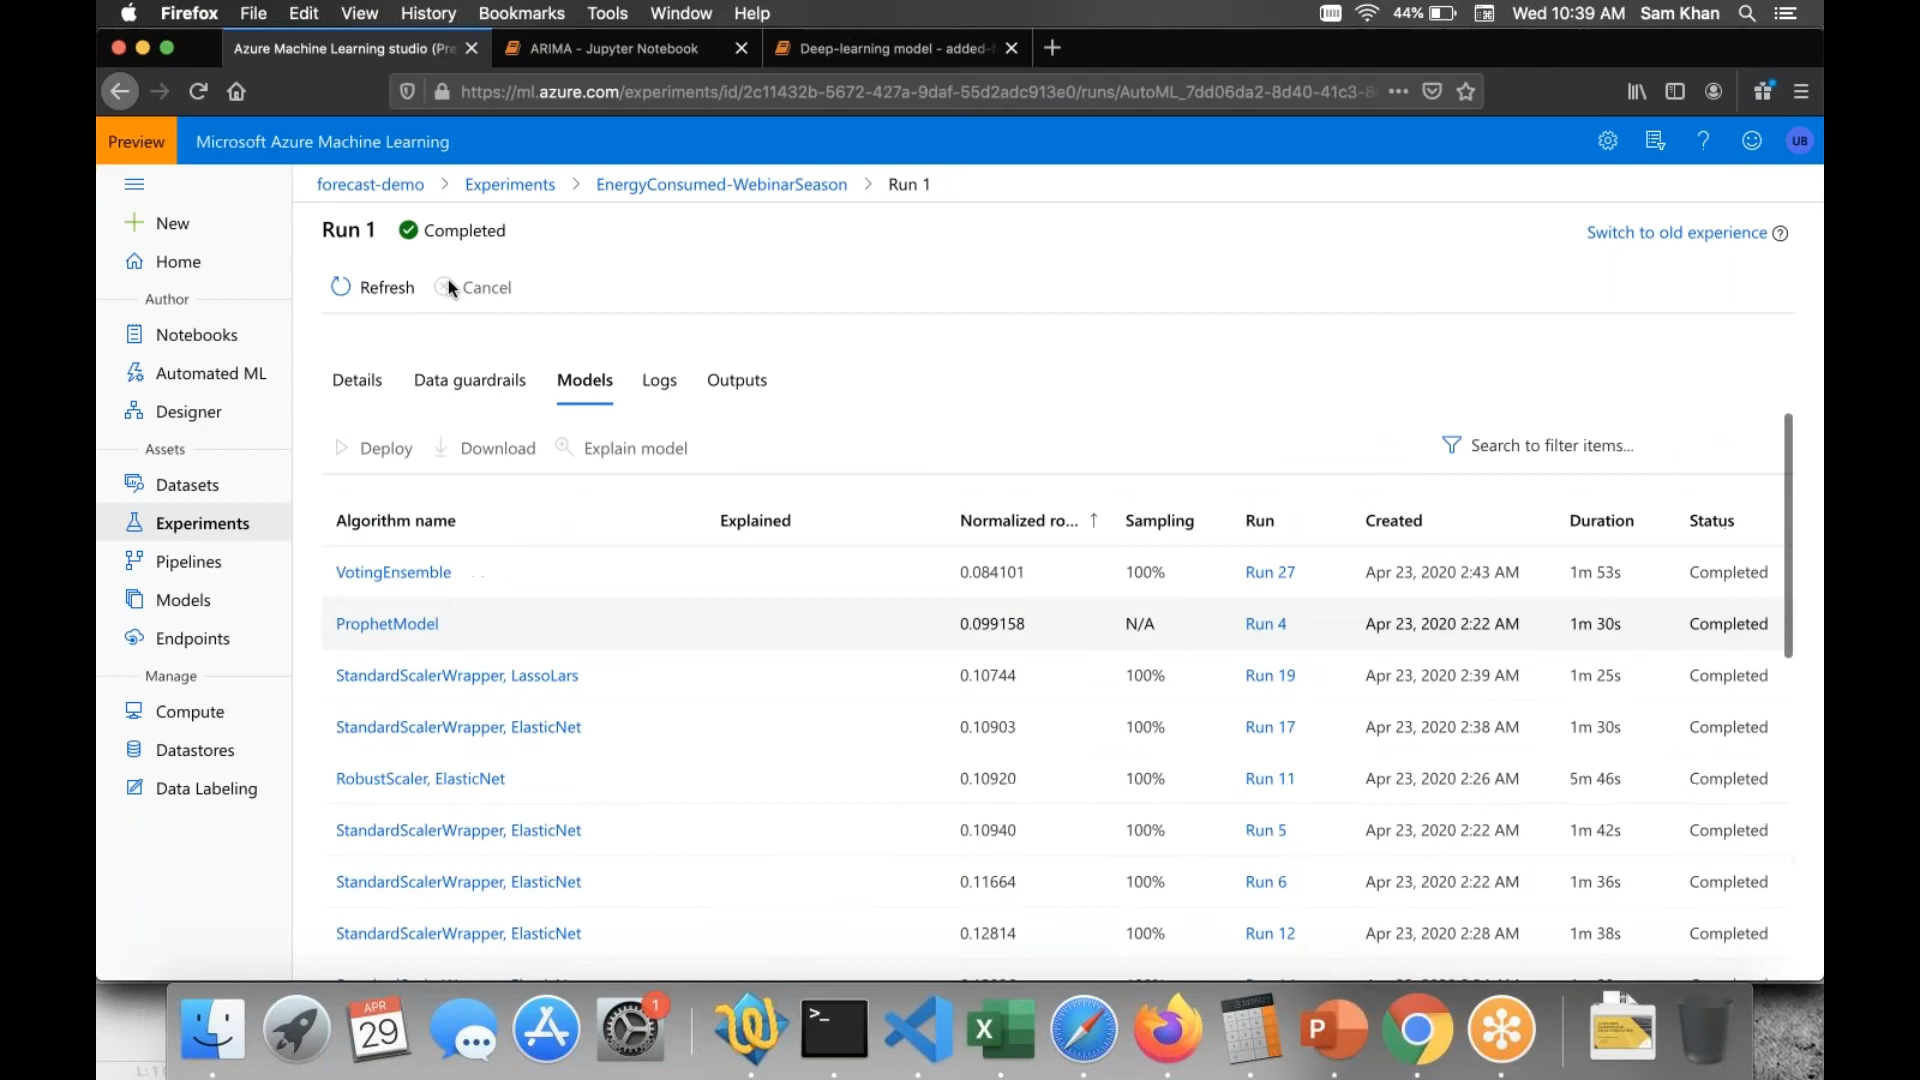 Firefox File Edit View History Bookmarks Tools Window Help 44% Wed 10:39 AM Sam Khan
Azure Machine Learning studio (Pre ARIMA - Jupyter Notebook Deep-learning model - added-
https://ml.azure.com/experiments/id/2c11432b-5672-427a-9daf-55d2adc913e0/runs/AutoML_7dd06da2-8d40-41c3-8
Preview Microsoft Azure Machine Learning UB
forecast-demo > Experiments > EnergyConsumed-WebinarSeason > Run 1
New
Home
Author
Notebooks
Automated ML
Designer
Assets
Datasets
Experiments
Pipelines
Models
Endpoints
Manage
Compute
Datastores
Data Labeling
Run 1 Completed
Switch to old experience
Refresh Cancel
Details Data guardrails Models Logs Outputs
Deploy Download Explain model Search to filter items...
Algorithm name Explained Normalized ro... ↑ Sampling Run Created Duration Status
VotingEnsemble 0.084101 100% Run 27 Apr 23, 2020 2:43 AM 1m 53s Completed
ProphetModel 0.099158 N/A Run 4 Apr 23, 2020 2:22 AM 1m 30s Completed
StandardScalerWrapper, LassoLars 0.10744 100% Run 19 Apr 23, 2020 2:39 AM 1m 25s Completed
StandardScalerWrapper, ElasticNet 0.10903 100% Run 17 Apr 23, 2020 2:38 AM 1m 30s Completed
RobustScaler, ElasticNet 0.10920 100% Run 11 Apr 23, 2020 2:26 AM 5m 46s Completed
StandardScalerWrapper, ElasticNet 0.10940 100% Run 5 Apr 23, 2020 2:22 AM 1m 42s Completed
StandardScalerWrapper, ElasticNet 0.11664 100% Run 6 Apr 23, 2020 2:22 AM 1m 36s Completed
StandardScalerWrapper, ElasticNet 0.12814 100% Run 12 Apr 23, 2020 2:28 AM 1m 38s Completed
APR
29
1